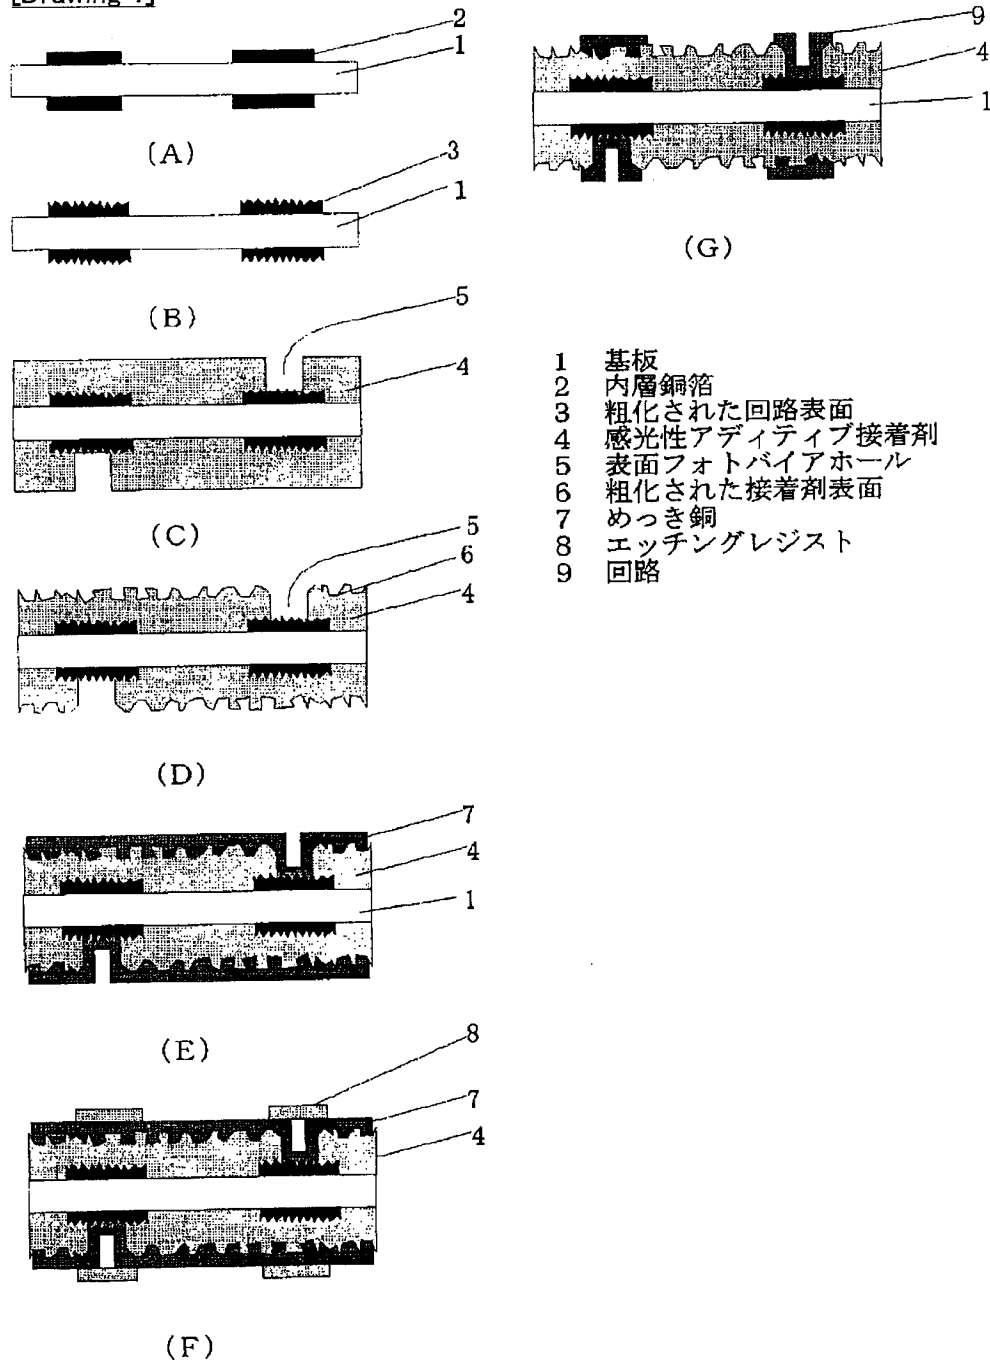 2
1
(A)
3
1
(B)
5
4
(C)
5
6
4
(D)
7
4
1
(E)
8
7
4
(F)
9
4
1
(G)
1 基板
2 内層銅箔
3 粗化された回路表面
4 感光性アディティブ接着剤
5 表面フォトバイアホール
6 粗化された接着剤表面
7 めっき銅
8 エッチングレジスト
9 回路